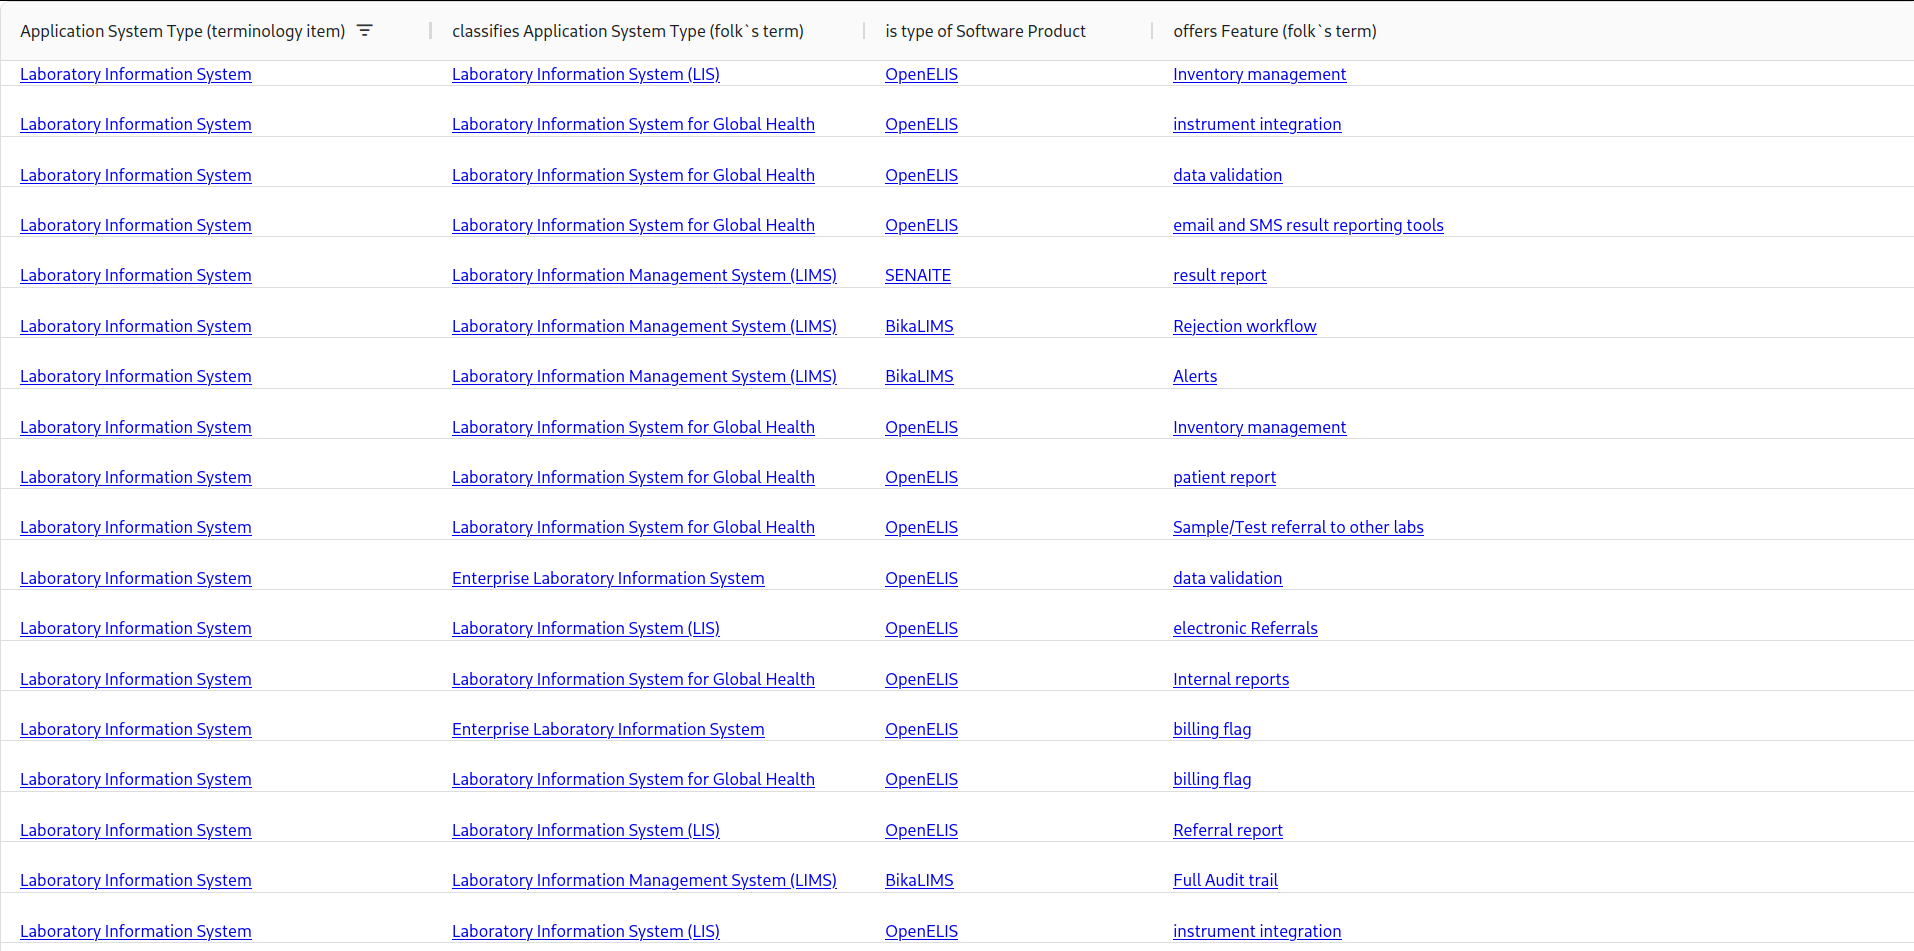 Application System Type (terminology item) classifies Application System Type (folk`s term) is type of Software Product offers Feature (folk`s term)
Laboratory Information System Laboratory Information System (LIS) OpenELIS Inventory management
Laboratory Information System Laboratory Information System for Global Health OpenELIS instrument integration
Laboratory Information System Laboratory Information System for Global Health OpenELIS data validation
Laboratory Information System Laboratory Information System for Global Health OpenELIS email and SMS result reporting tools
Laboratory Information System Laboratory Information Management System (LIMS) SENAITE result report
Laboratory Information System Laboratory Information Management System (LIMS) BikaLIMS Rejection workflow
Laboratory Information System Laboratory Information Management System (LIMS) BikaLIMS Alerts
Laboratory Information System Laboratory Information System for Global Health OpenELIS Inventory management
Laboratory Information System Laboratory Information System for Global Health OpenELIS patient report
Laboratory Information System Laboratory Information System for Global Health OpenELIS Sample/Test referral to other labs
Laboratory Information System Enterprise Laboratory Information System OpenELIS data validation
Laboratory Information System Laboratory Information System (LIS) OpenELIS electronic Referrals
Laboratory Information System Laboratory Information System for Global Health OpenELIS Internal reports
Laboratory Information System Enterprise Laboratory Information System OpenELIS billing flag
Laboratory Information System Laboratory Information System for Global Health OpenELIS billing flag
Laboratory Information System Laboratory Information System (LIS) OpenELIS Referral report
Laboratory Information System Laboratory Information Management System (LIMS) BikaLIMS Full Audit trail
Laboratory Information System Laboratory Information System (LIS) OpenELIS instrument integration